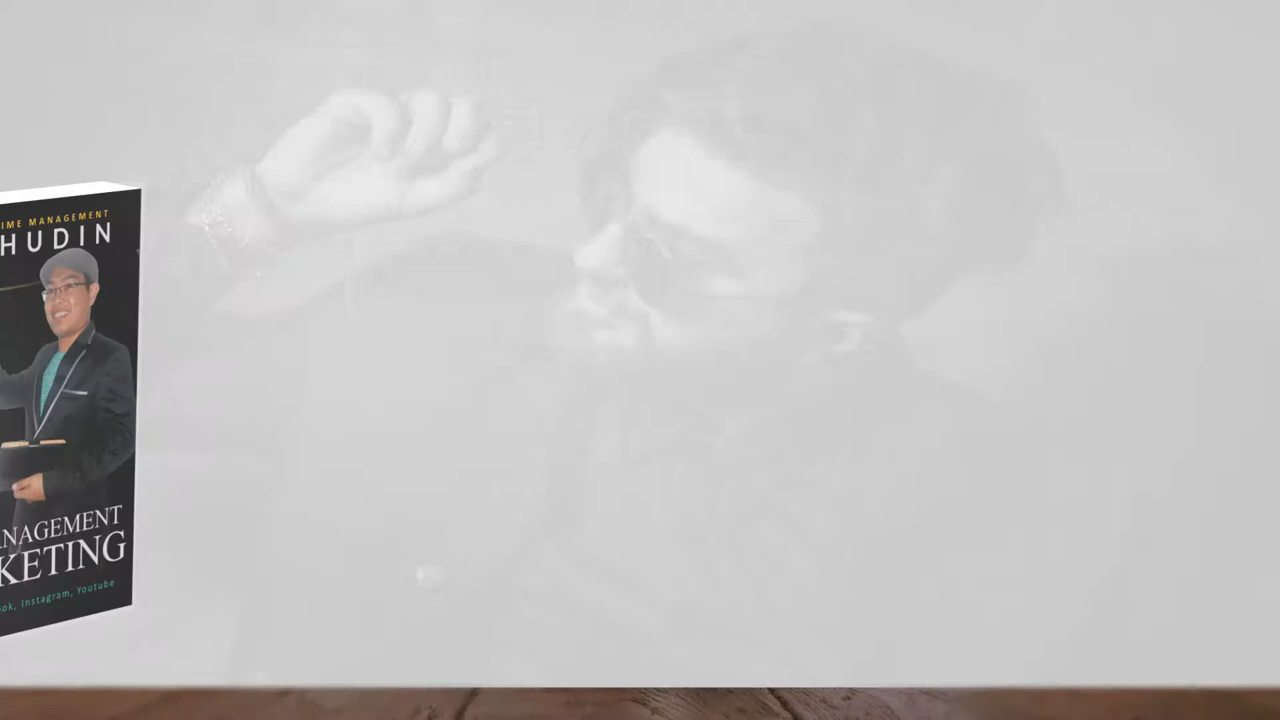 IME MANAGEMENT
HUDIN
NAGEMENT
KETING
ok, Instagram, Youtube